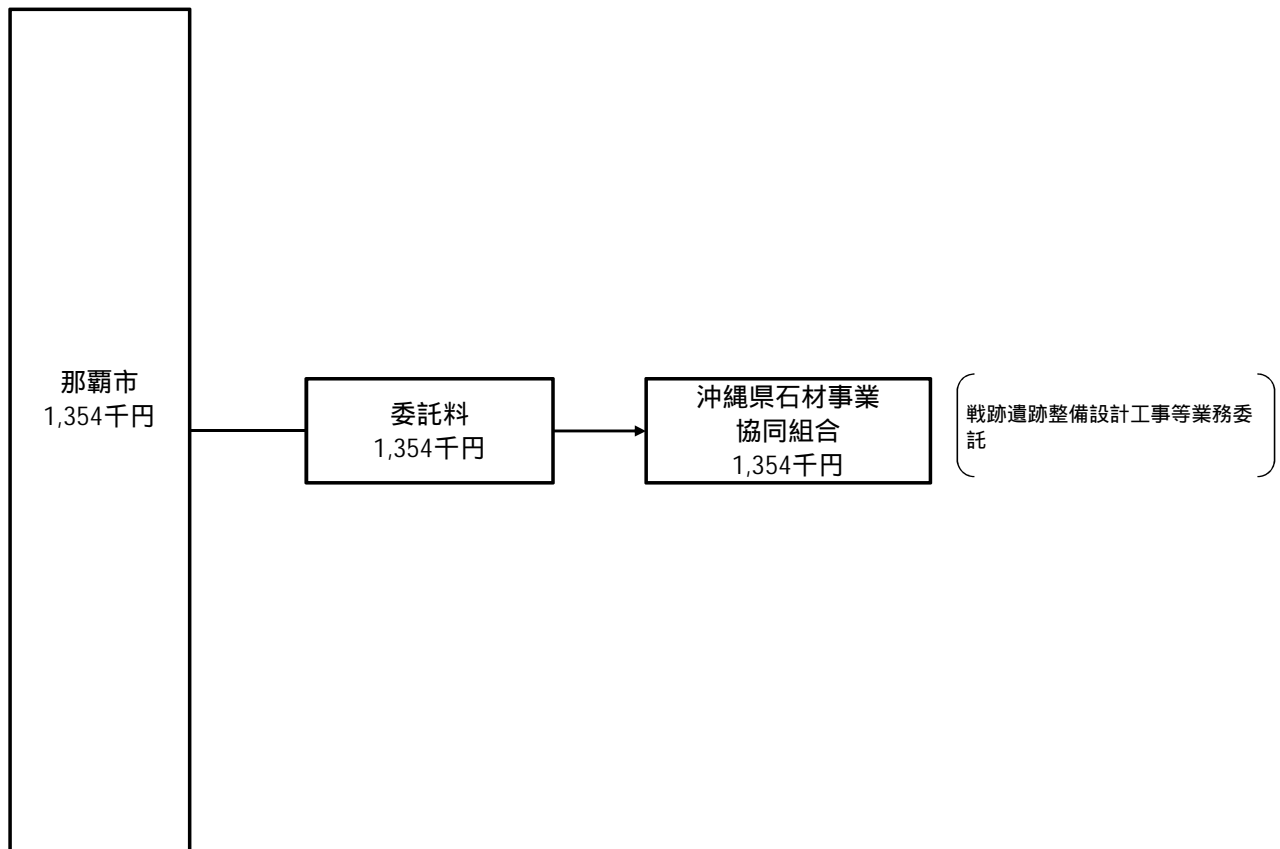 那覇市
1,354千円
委託料
1,354千円
沖縄県石材事業
協同組合
1,354千円
戦跡遺跡整備設計工事等業務委
託